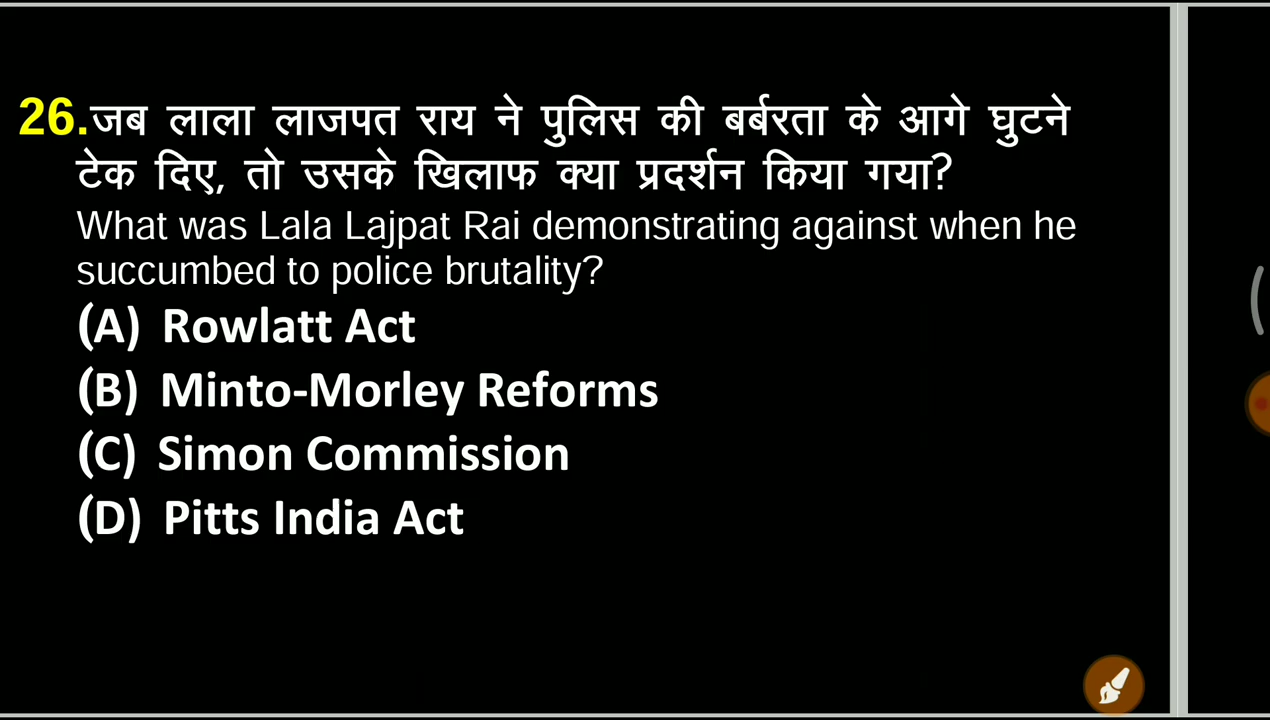 26.जब लाला लाजपत राय ने पुलिस की बर्बरता के आगे घुटने
टेक दिए, तो उसके खिलाफ क्या प्रदर्शन किया गया?
What was Lala Lajpat Rai demonstrating against when he
succumbed to police brutality?
(A) Rowlatt Act
(B) Minto-Morley Reforms
(C) Simon Commission
(D) Pitts India Act